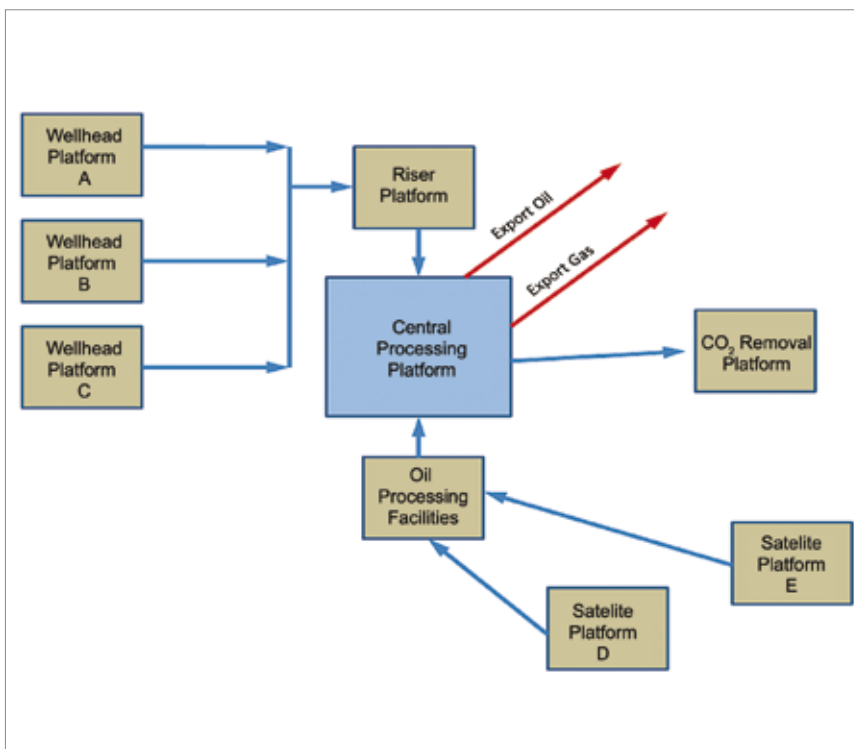 Wellhead
Platform
A
Riser
Platform
Export Oil
Wellhead
Platform
B
Export Gas
Central
Processing
Platform
CO₂ Removal
Platform
Wellhead
Platform
C
Oil
Processing
Facilities
Satelite
Platform
E
Satelite
Platform
D